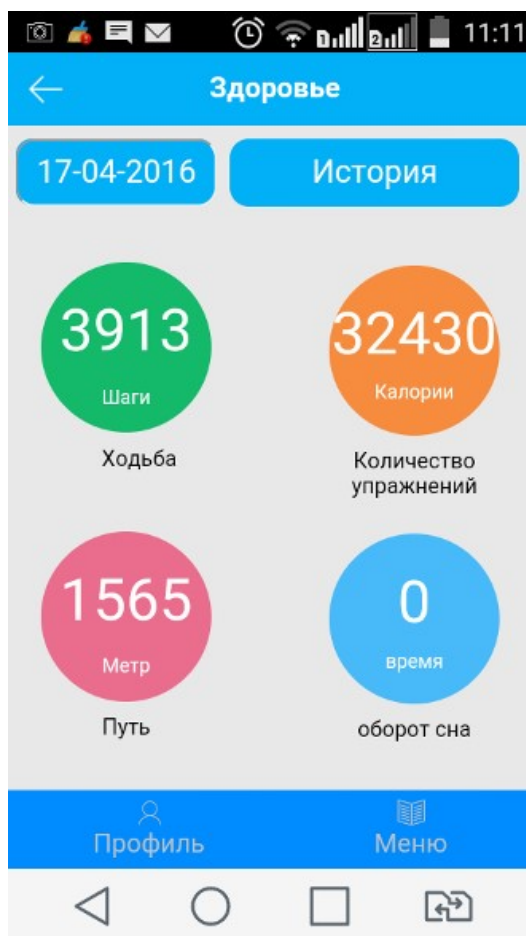 11:11
Здоровье
17-04-2016
История
3913
Шаги
Ходьба
32430
Калории
Количество
упражнений
1565
Метр
Путь
0
время
оборот сна
Профиль
Меню